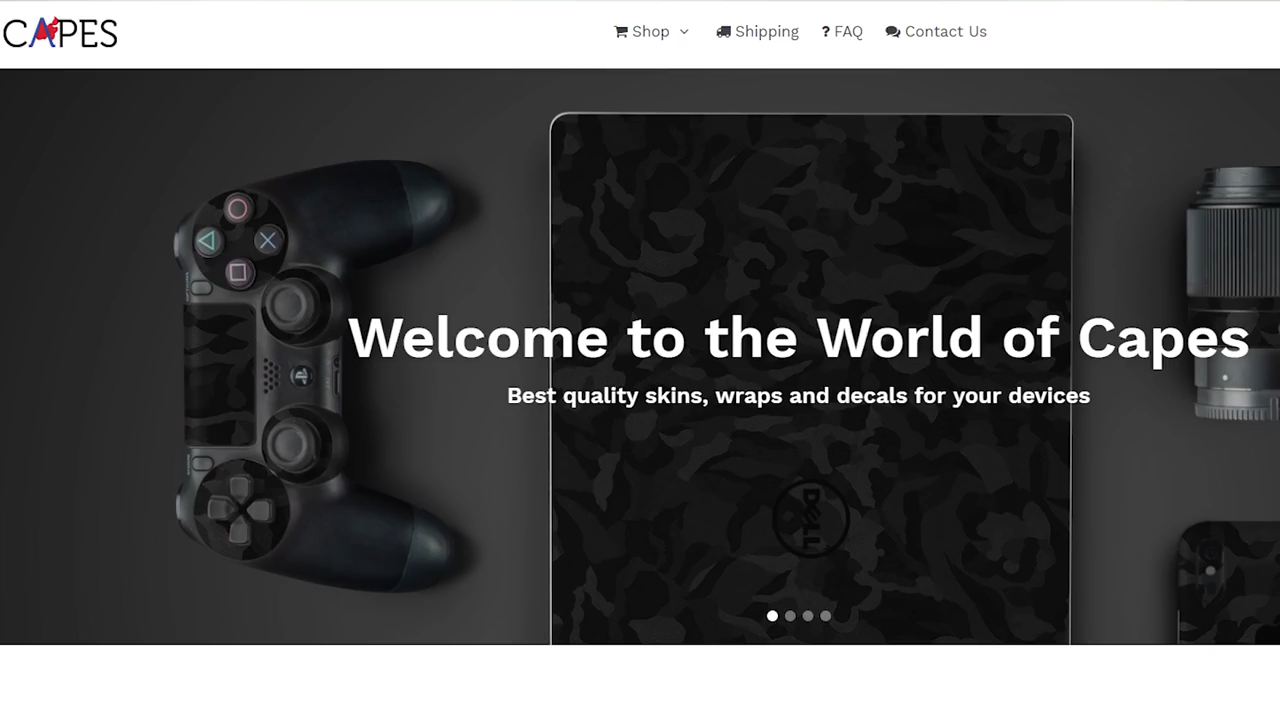 CAPES
Shop
Shipping
? FAQ
Contact Us
Welcome to the World of Capes
Best quality skins, wraps and decals for your devices
DELL